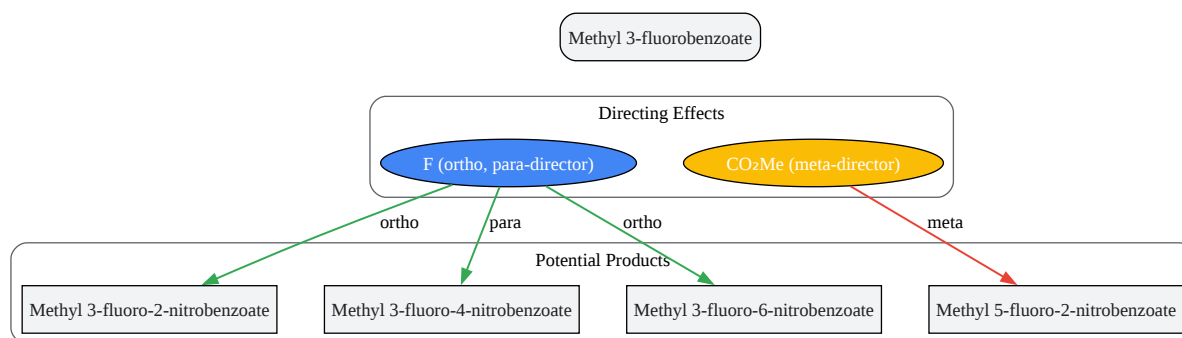 Methyl 3-fluorobenzoate
Directing Effects
F (ortho, para-director)
CO₂Me (meta-director)
ortho
para
ortho
meta
Potential Products
Methyl 3-fluoro-2-nitrobenzoate
Methyl 3-fluoro-4-nitrobenzoate
Methyl 3-fluoro-6-nitrobenzoate
Methyl 5-fluoro-2-nitrobenzoate